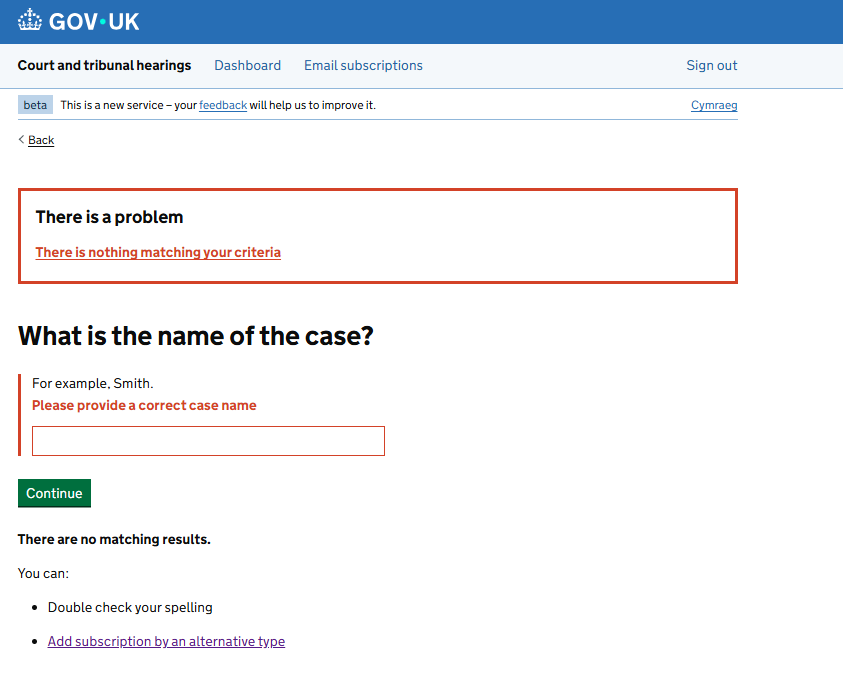 GOV·UK
Court and tribunal hearings Dashboard Email subscriptions Sign out
beta This is a new service – your feedback will help us to improve it. Cymraeg
Back
There is a problem
There is nothing matching your criteria
What is the name of the case?
For example, Smith.
Please provide a correct case name
Continue
There are no matching results.
You can:
Double check your spelling
Add subscription by an alternative type